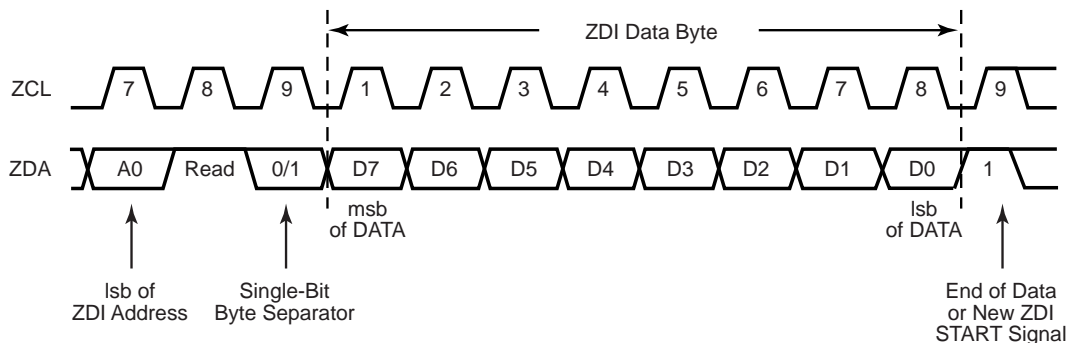 ZDI Data Byte
ZCL 7 8 9 1 2 3 4 5 6 7 8 9
ZDA A0 Read 0/1 D7 D6 D5 D4 D3 D2 D1 D0 1
msb
of DATA
lsb
of DATA
lsb of
ZDI Address
Single-Bit
Byte Separator
End of Data
or New ZDI
START Signal